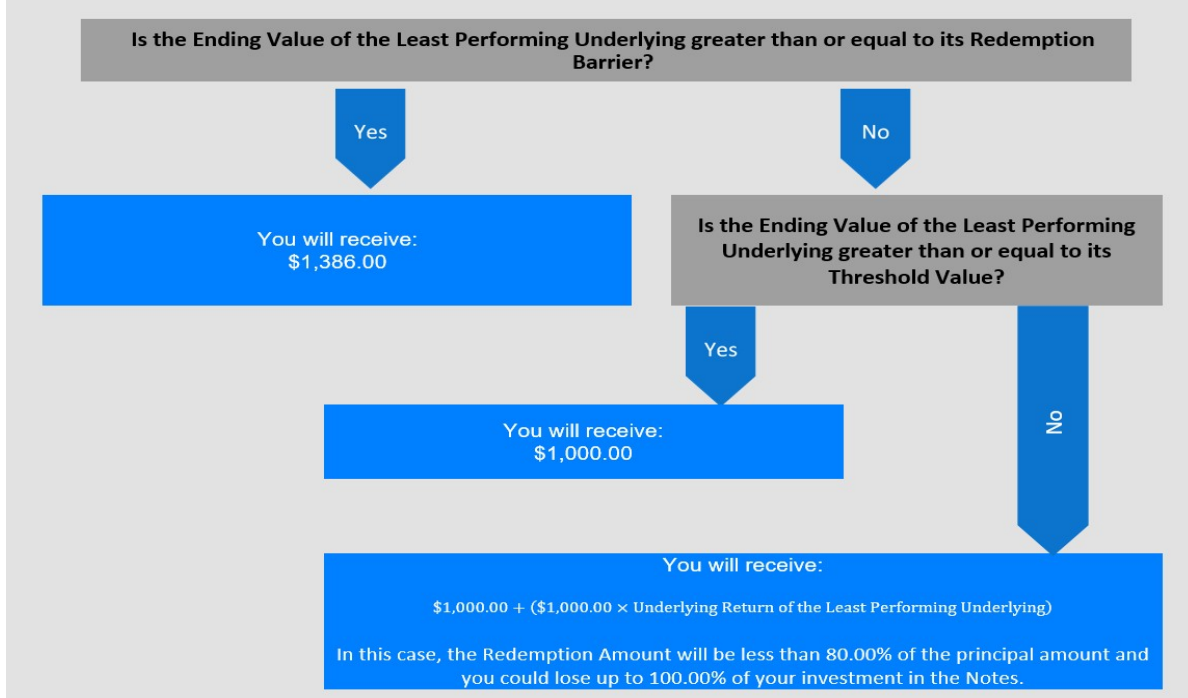 Is the Ending Value of the Least Performing Underlying greater than or equal to its Redemption
Barrier?
Yes
No
You will receive:
$1,386.00
Is the Ending Value of the Least Performing
Underlying greater than or equal to its
Threshold Value?
Yes
No
You will receive:
$1,000.00
You will receive:
$1,000.00 + ($1,000.00 × Underlying Return of the Least Performing Underlying)
In this case, the Redemption Amount will be less than 80.00% of the principal amount and
you could lose up to 100.00% of your investment in the Notes.